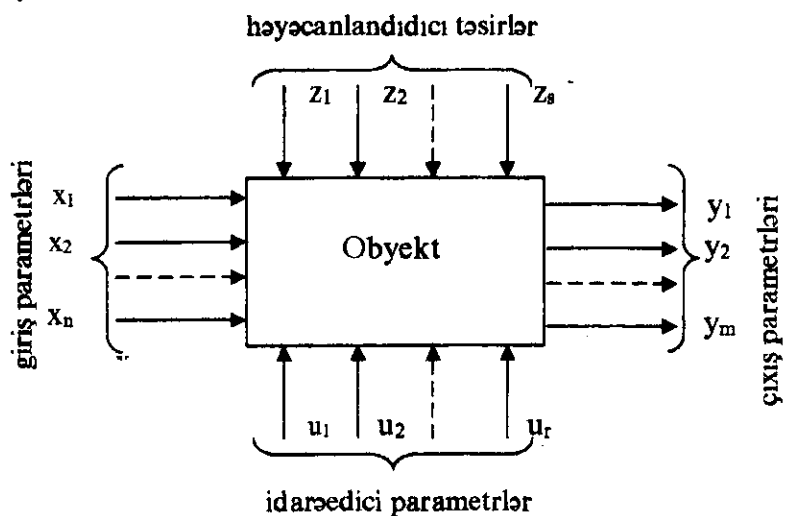 həyəcanlandıdıcı təsirlər
z₁ z₂ zₛ
giriş parametrləri
x₁
x₂
xₙ
Obyekt
y₁
y₂
yₘ
çıxış parametrləri
u₁ u₂ uᵣ
idarəedici parametrlər